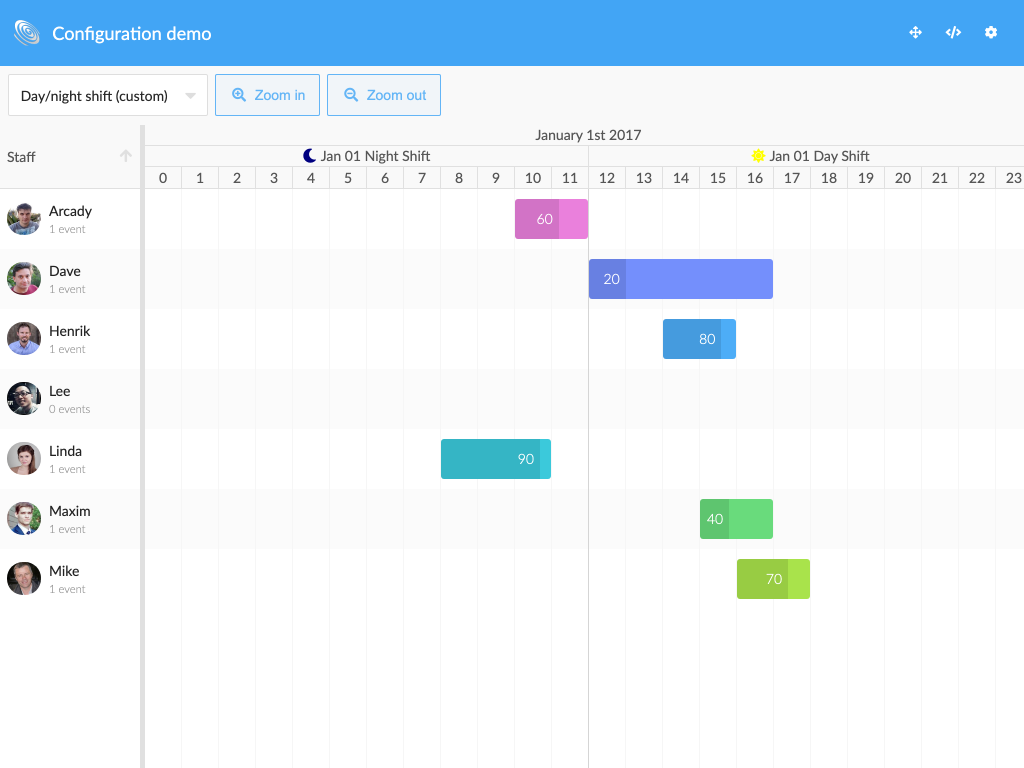 Configuration demo
Day/night shift (custom)
Zoom in
Zoom out
Staff
January 1st 2017
Jan 01 Night Shift
Jan 01 Day Shift
0 1 2 3 4 5 6 7 8 9 10 11 12 13 14 15 16 17 18 19 20 21 22 23
Arcady
1 event
60
Dave
1 event
20
Henrik
1 event
80
Lee
0 events
Linda
1 event
90
Maxim
1 event
40
Mike
1 event
70